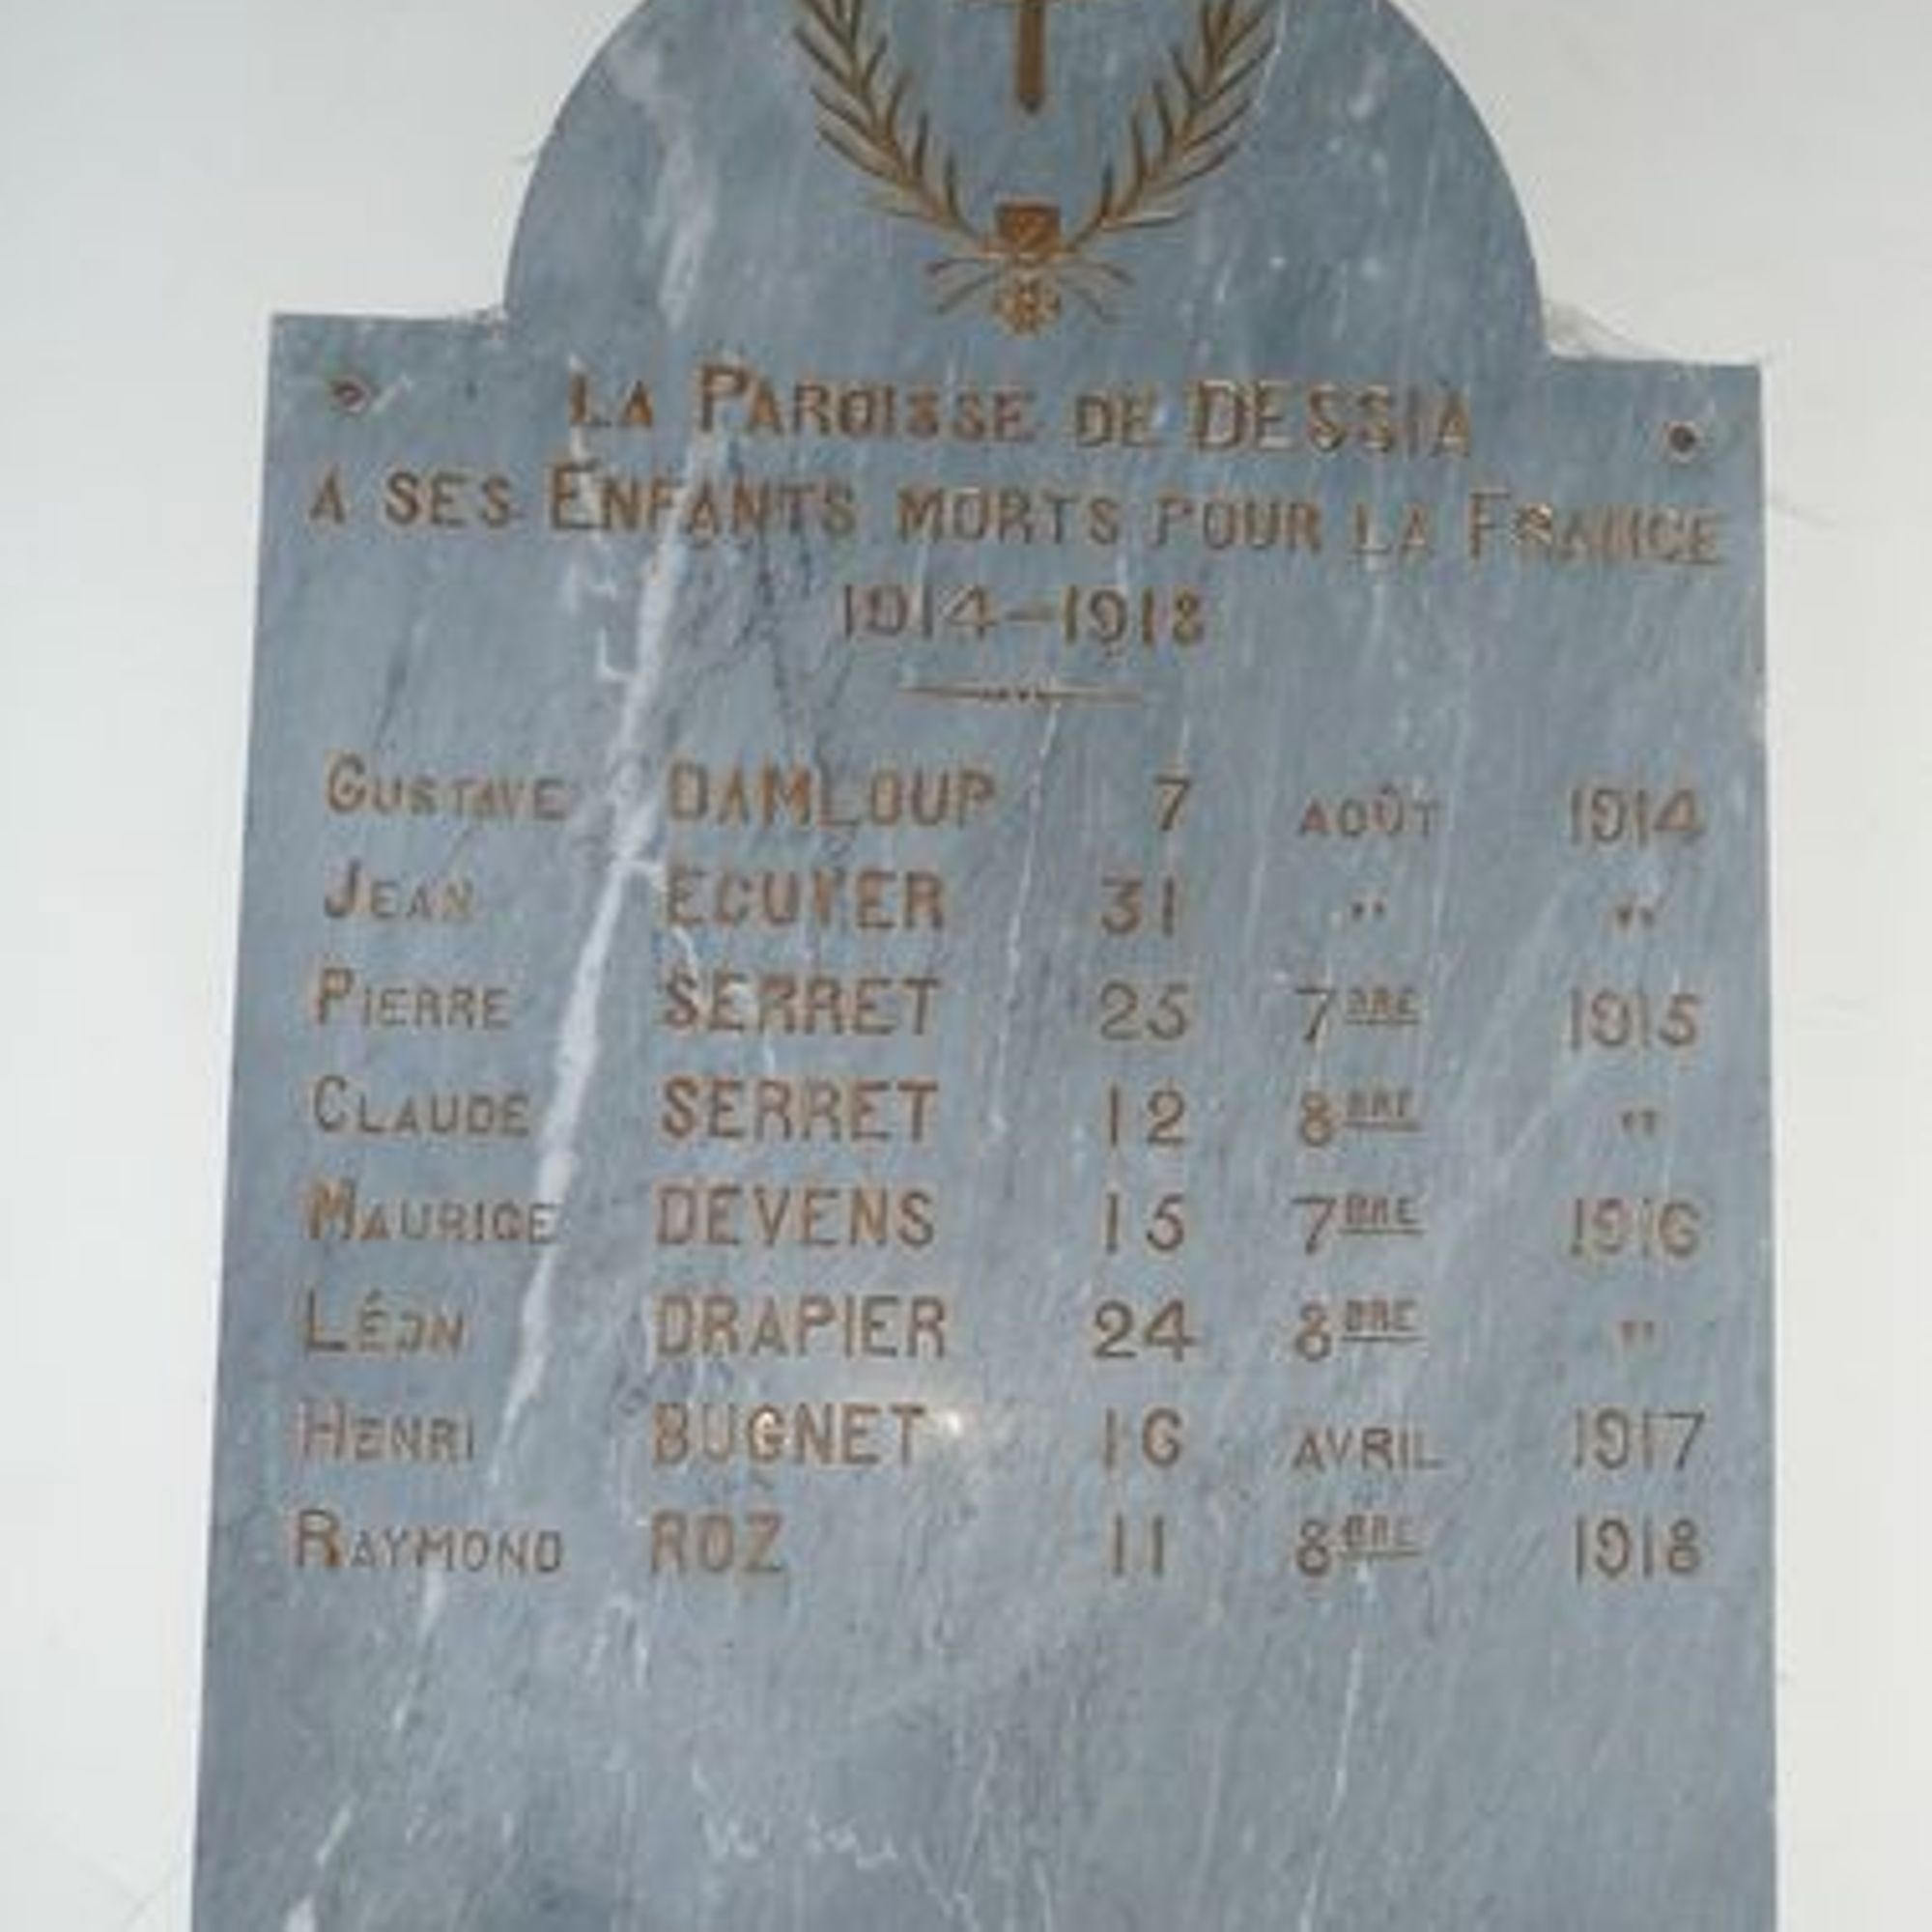 LA PAROISSE DE DESSIA
A SES ENFANTS MORTS POUR LA FRANCE
1914-1918
GUSTAVE DAMLOUP 7 AOÛT 1914
JEAN ECUYER 31 " "
PIERRE SERRET 25 7BRE 1915
CLAUDE SERRET 12 8BRE "
MAURICE DEVENS 15 7BRE 1916
LÉON DRAPIER 24 8BRE "
HENRI BUGNET 16 AVRIL 1917
RAYMOND ROZ 11 8BRE 1918